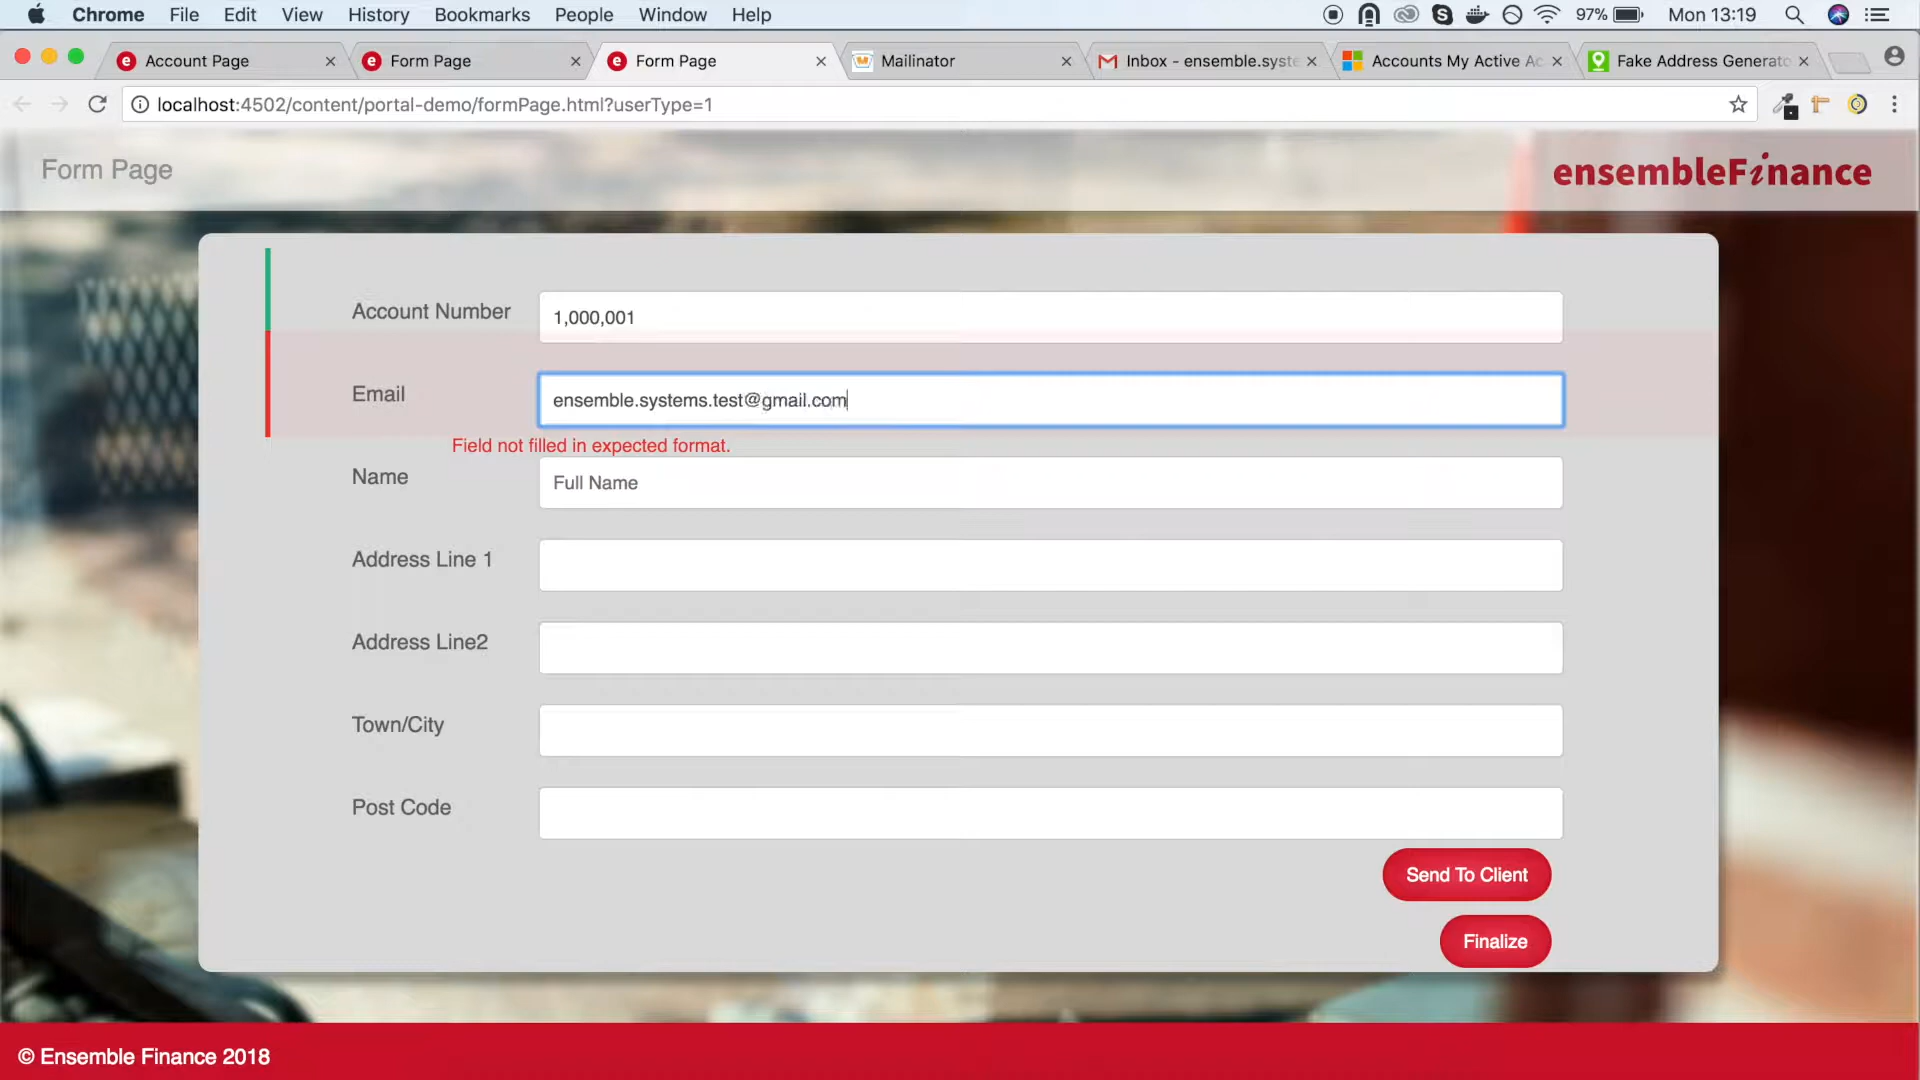 Chrome File Edit View History Bookmarks People Window Help 97% Mon 13:19
Account Page Form Page Form Page Mailinator Inbox - ensemble.syste Accounts My Active Ac Fake Address Generato
localhost:4502/content/portal-demo/formPage.html?userType=1
Form Page ensembleFinance
Account Number 1,000,001
Email ensemble.systems.test@gmail.com
Field not filled in expected format.
Name Full Name
Address Line 1
Address Line2
Town/City
Post Code
Send To Client
Finalize
© Ensemble Finance 2018